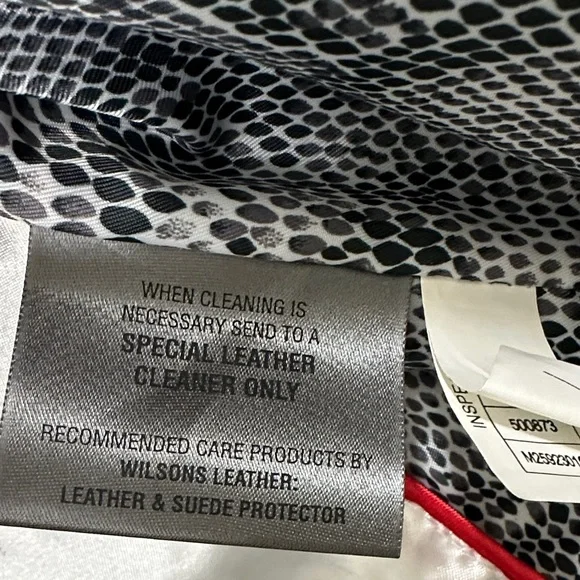 WHEN CLEANING IS
NECESSARY SEND TO A
SPECIAL LEATHER
CLEANER ONLY
RECOMMENDED CARE PRODUCTS BY
WILSONS LEATHER:
LEATHER & SUEDE PROTECTOR
INSPE
500873